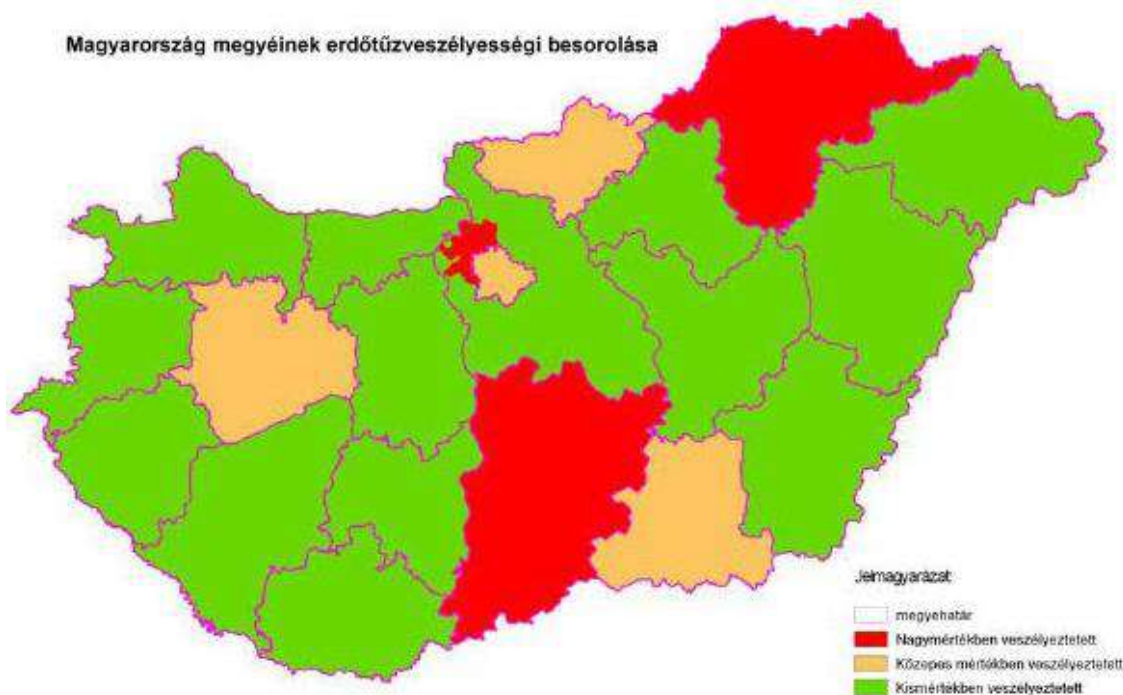 Magyarország megyéinek erdőtűzveszélyességi besorolása
Jelmagyarázat
megyehatár
Nagymértékben veszélyeztetett
Közepes mértékben veszélyeztetett
Kismértékben veszélyeztetett